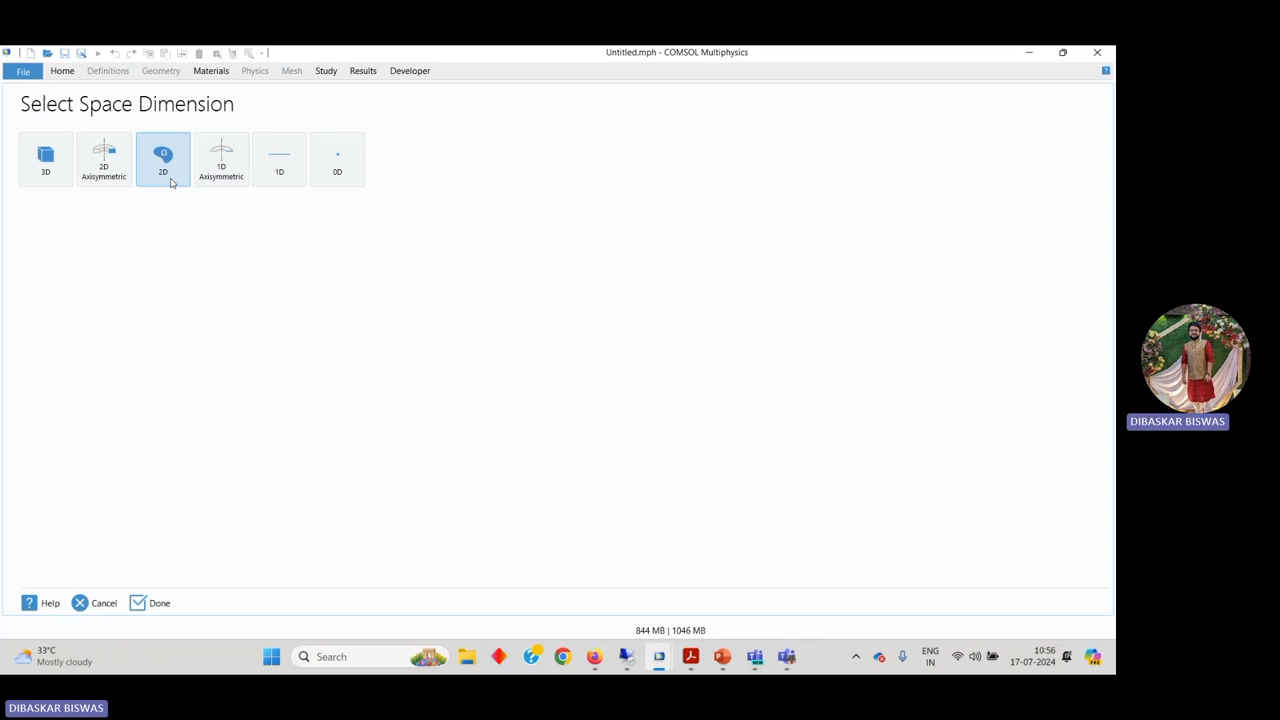 Untitled.mph - COMSOL Multiphysics
File Home Definitions Geometry Materials Physics Mesh Study Results Developer
Select Space Dimension
3D
2D
Axisymmetric
Ω
2D
1D
Axisymmetric
1D
0D
DIBASKAR BISWAS
Help Cancel Done
844 MB | 1046 MB
33°C
Mostly cloudy
Search
ENG
IN
10:56
17-07-2024
DIBASKAR BISWAS